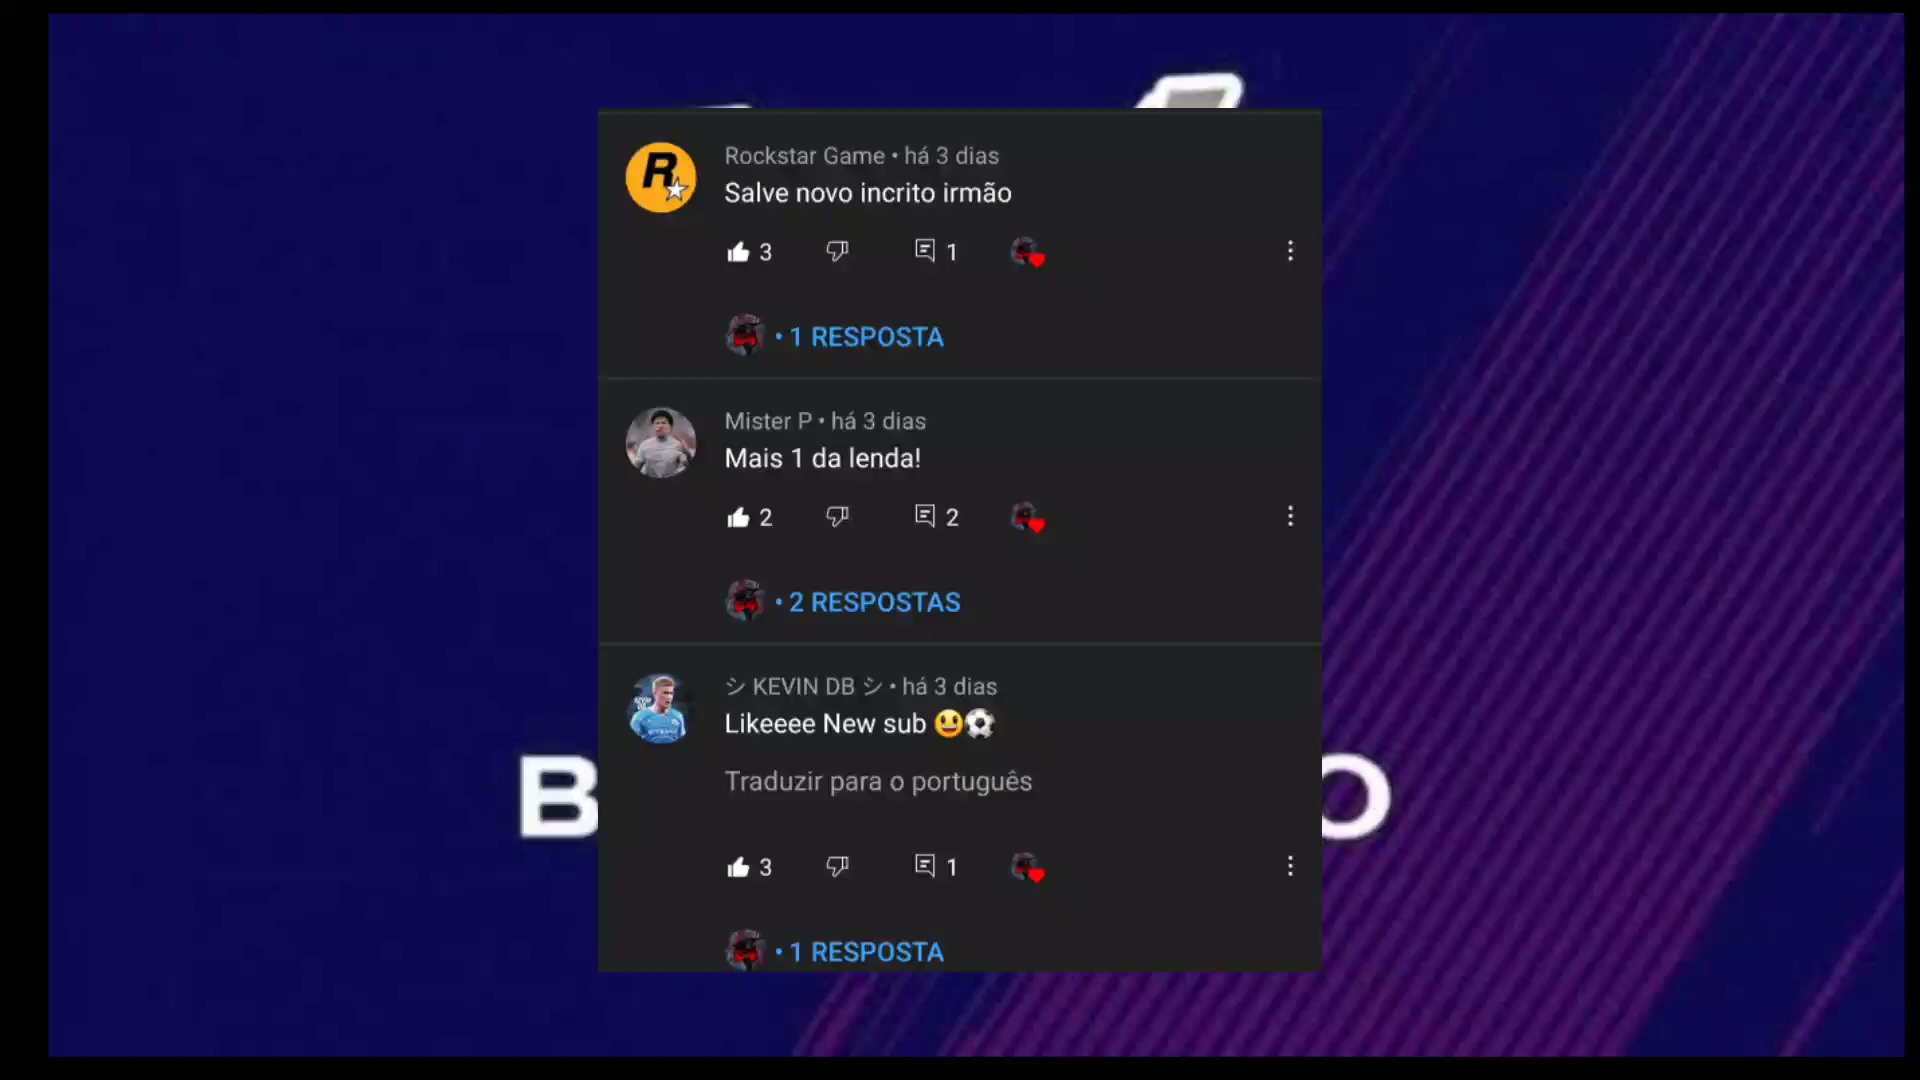 R
Rockstar Game • há 3 dias
Salve novo incrito irmão
3 1
• 1 RESPOSTA
Mister P • há 3 dias
Mais 1 da lenda!
2 2
• 2 RESPOSTAS
シ KEVIN DB シ • há 3 dias
Likeeee New sub 😃⚽
Traduzir para o português
B O
3 1
• 1 RESPOSTA